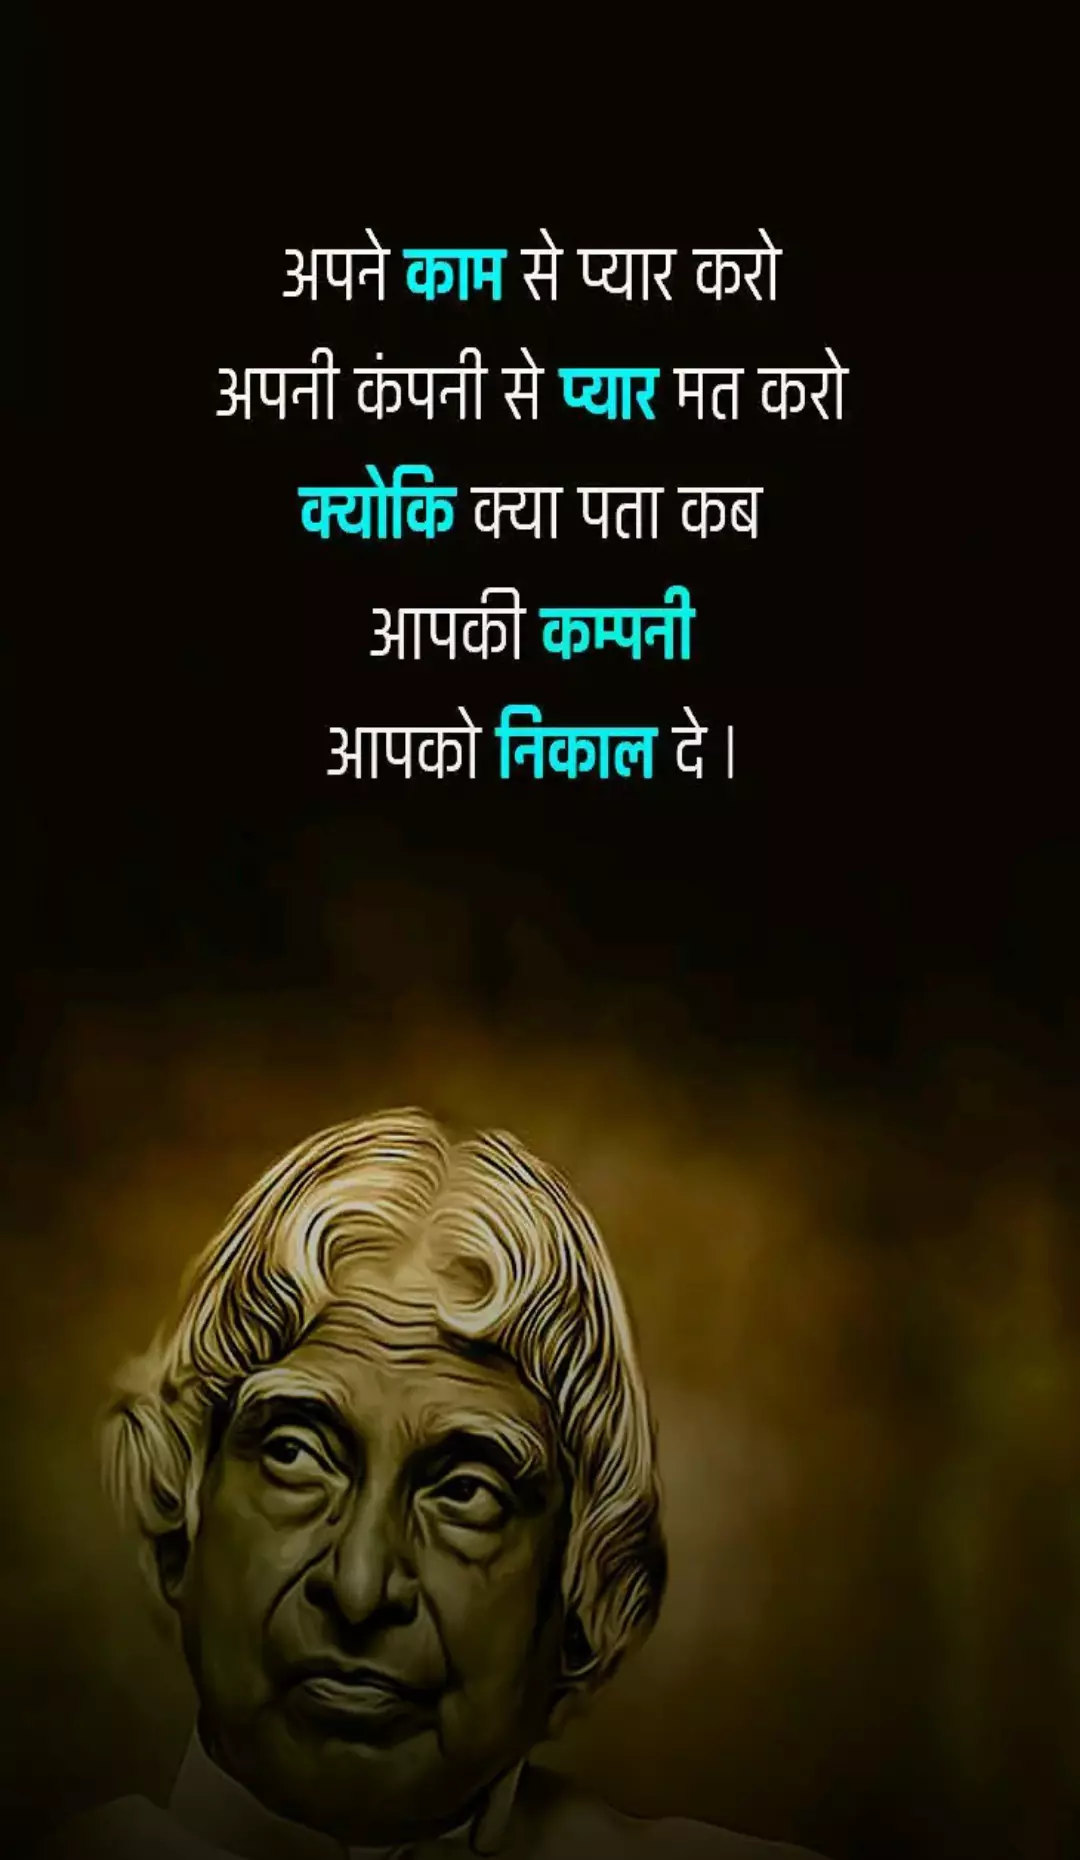 अपने काम से प्यार करो
अपनी कंपनी से प्यार मत करो
क्योकि क्या पता कब
आपकी कम्पनी
आपको निकाल दे।